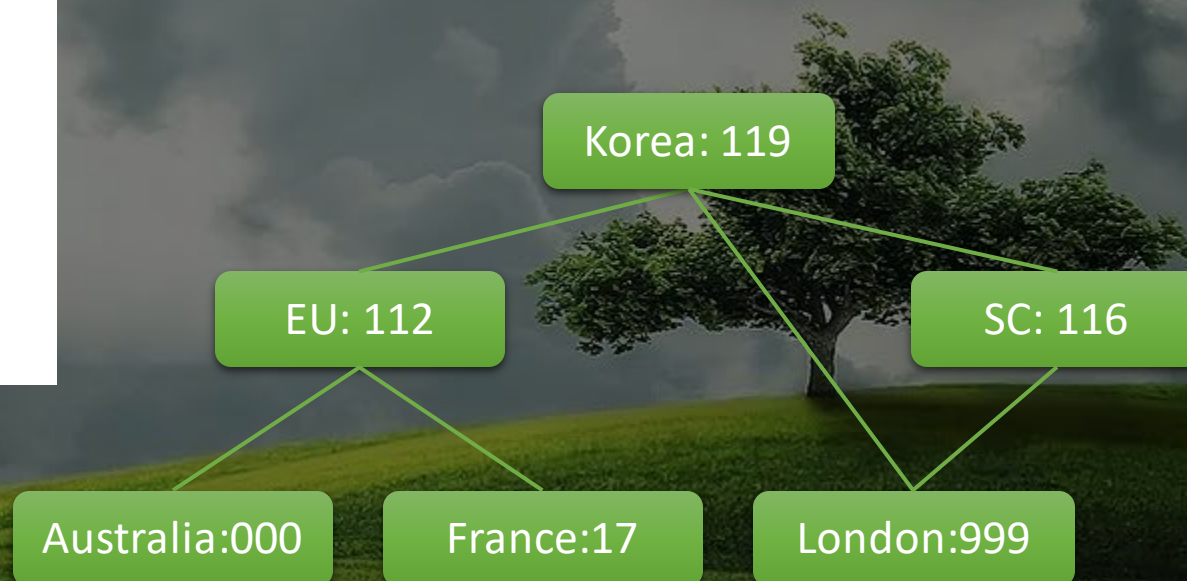 Korea: 119
EU: 112
SC: 116
Australia:000
France:17
London:999